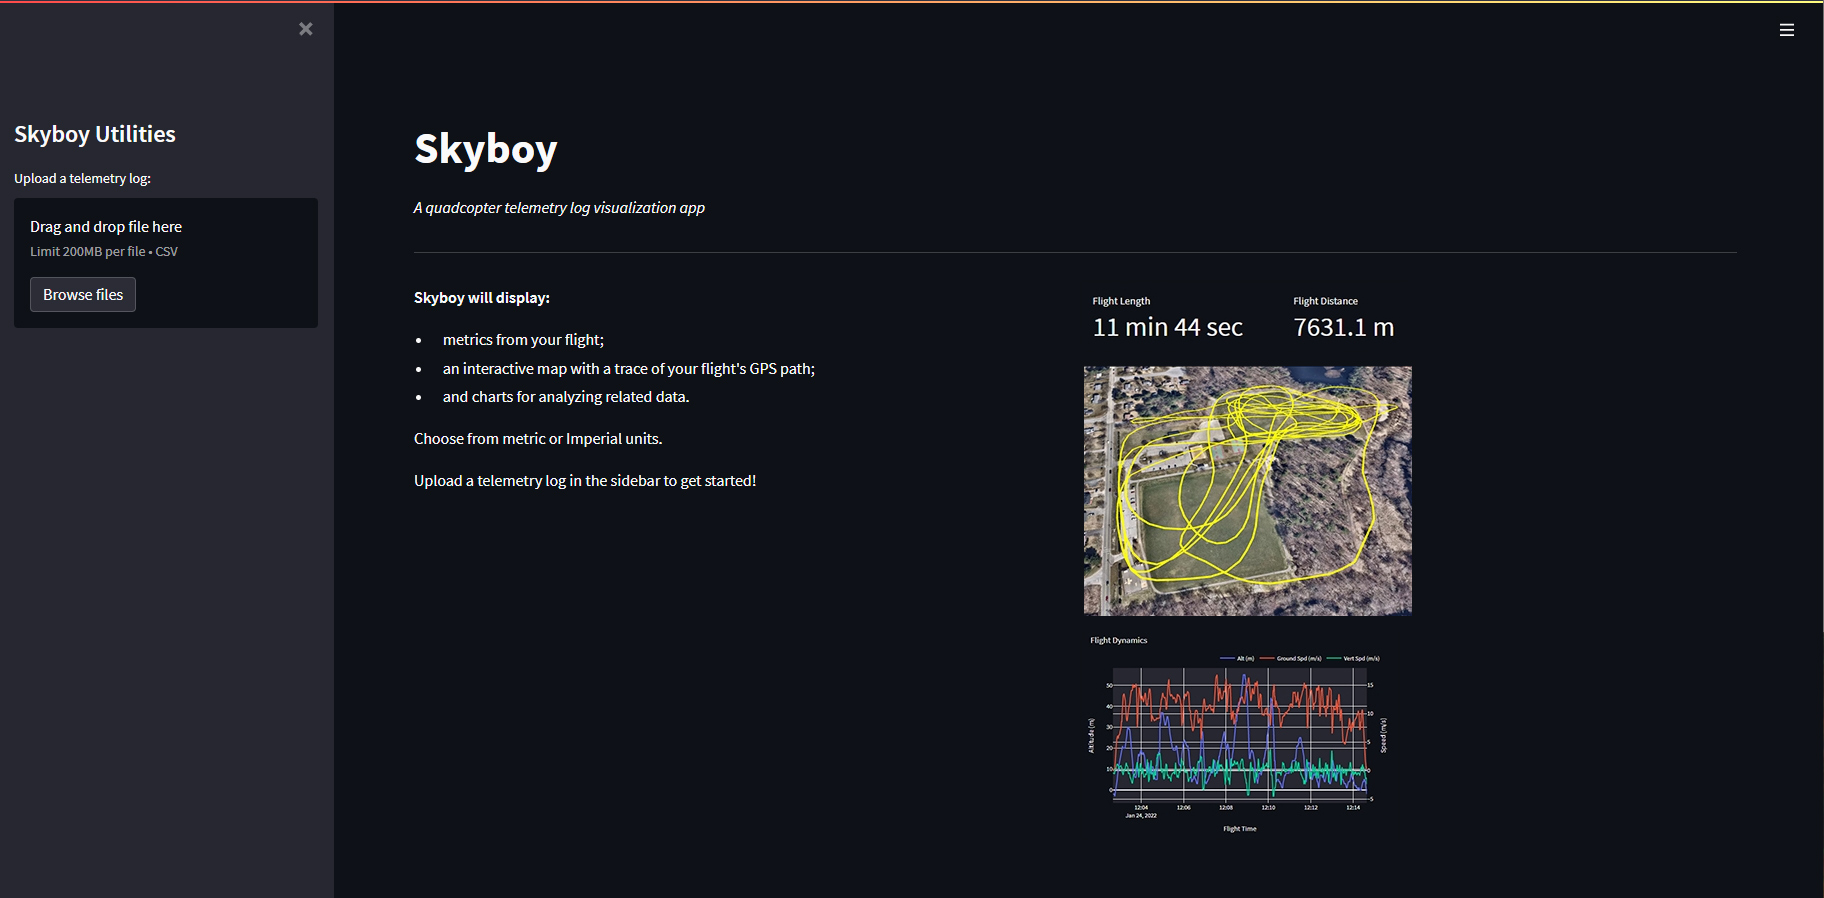 Skyboy Utilities
Upload a telemetry log:
Drag and drop file here
Limit 200MB per file • CSV
Browse files
Skyboy
A quadcopter telemetry log visualization app
Skyboy will display:
• metrics from your flight;
• an interactive map with a trace of your flight's GPS path;
• and charts for analyzing related data.
Choose from metric or Imperial units.
Upload a telemetry log in the sidebar to get started!
Flight Length
11 min 44 sec
Flight Distance
7631.1 m
Flight Dynamics
Alt (m) Ground Spd (m/s) Vert Spd (m/s)
Altitude (m)
50
40
30
20
10
0
15
10
5
0
-5
Speed (m/s)
12:04 12:06 12:08 12:10 12:12 12:14
Jan 24, 2022
Flight Time